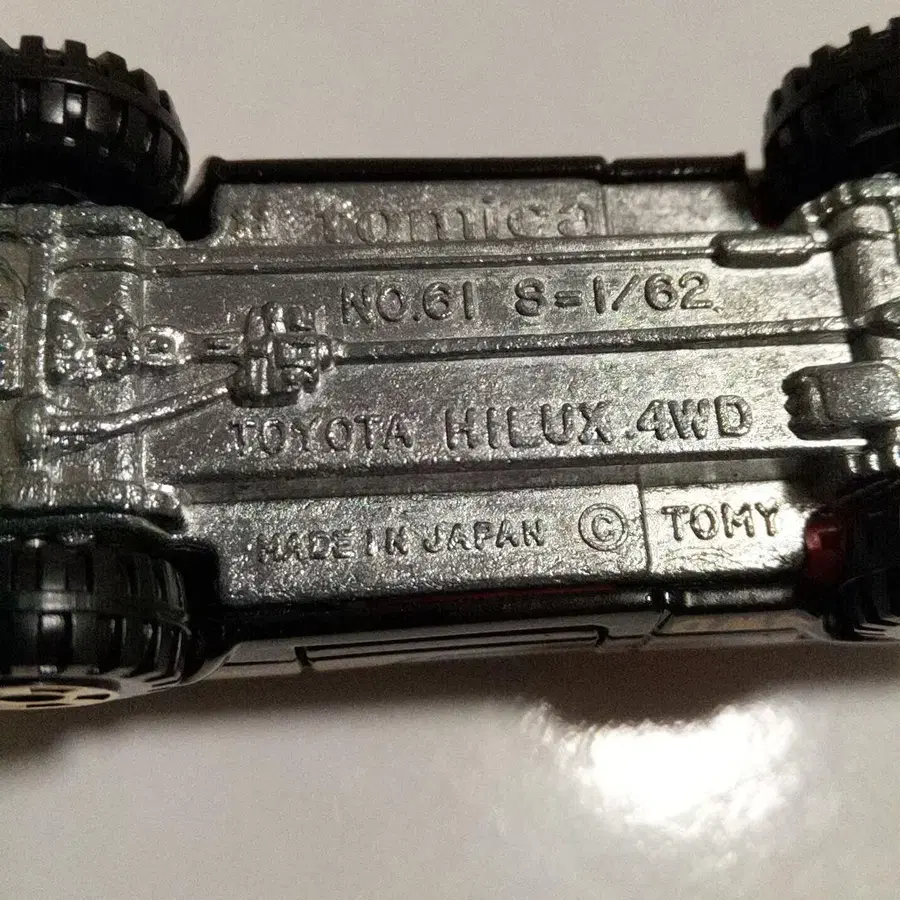 tomica
NO.61 S=1/62
TOYOTA HILUX 4WD
MADE IN JAPAN © TOMY